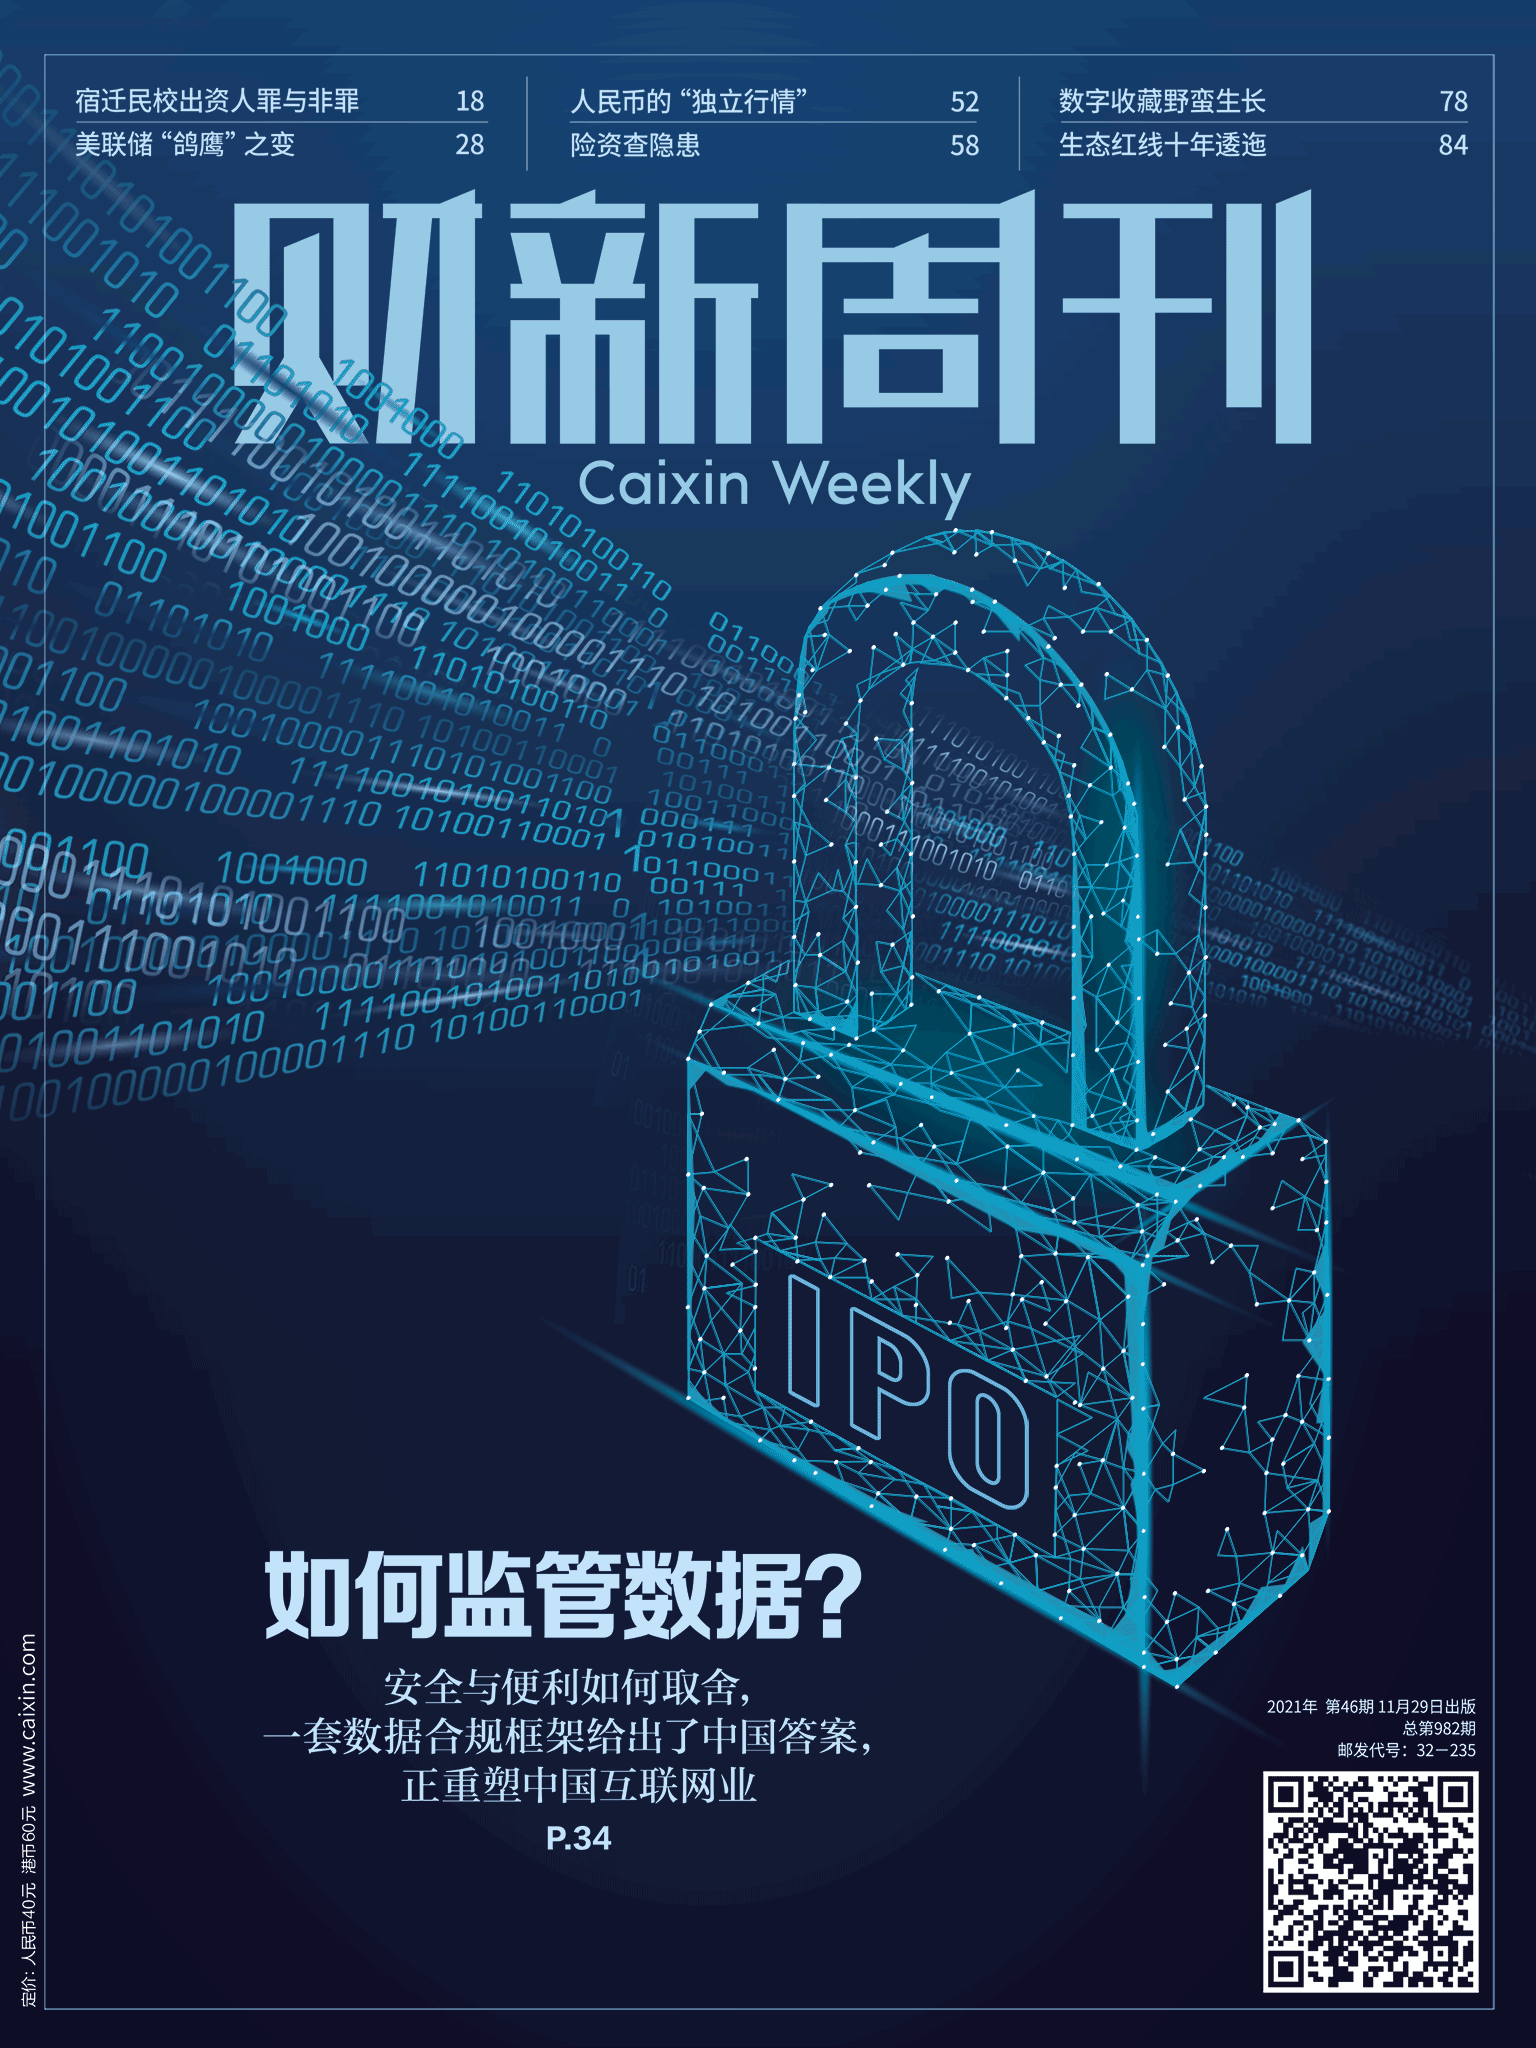 宿迁民校出资人罪与非罪 18
美联储“鸽鹰”之变 28
人民币的“独立行情” 52
险资查隐患 58
数字收藏野蛮生长 78
生态红线十年逶迤 84
财新周刊
Caixin Weekly
IPO
如何监管数据?
安全与便利如何取舍,
一套数据合规框架给出了中国答案,
正重塑中国互联网业
P.34
2021年 第46期 11月29日出版
总第982期
邮发代号：32－235
定价：人民币40元 港币60元 www.caixin.com